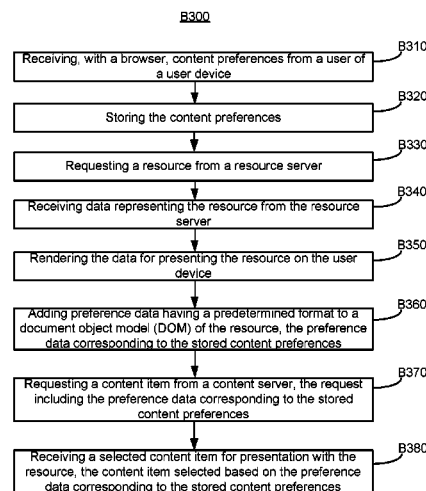 B300
B310
Receiving, with a browser, content preferences from a user of
a user device
B320
Storing the content preferences
B330
Requesting a resource from a resource server
B340
Receiving data representing the resource from the resource
server
B350
Rendering the data for presenting the resource on the user
device
B360
Adding preference data having a predetermined format to a
document object model (DOM) of the resource, the preference
data corresponding to the stored content preferences
B370
Requesting a content item from a content server, the request
including the preference data corresponding to the stored
content preferences
B380
Receiving a selected content item for presentation with the
resource, the content item selected based on the preference
data corresponding to the stored content preferences